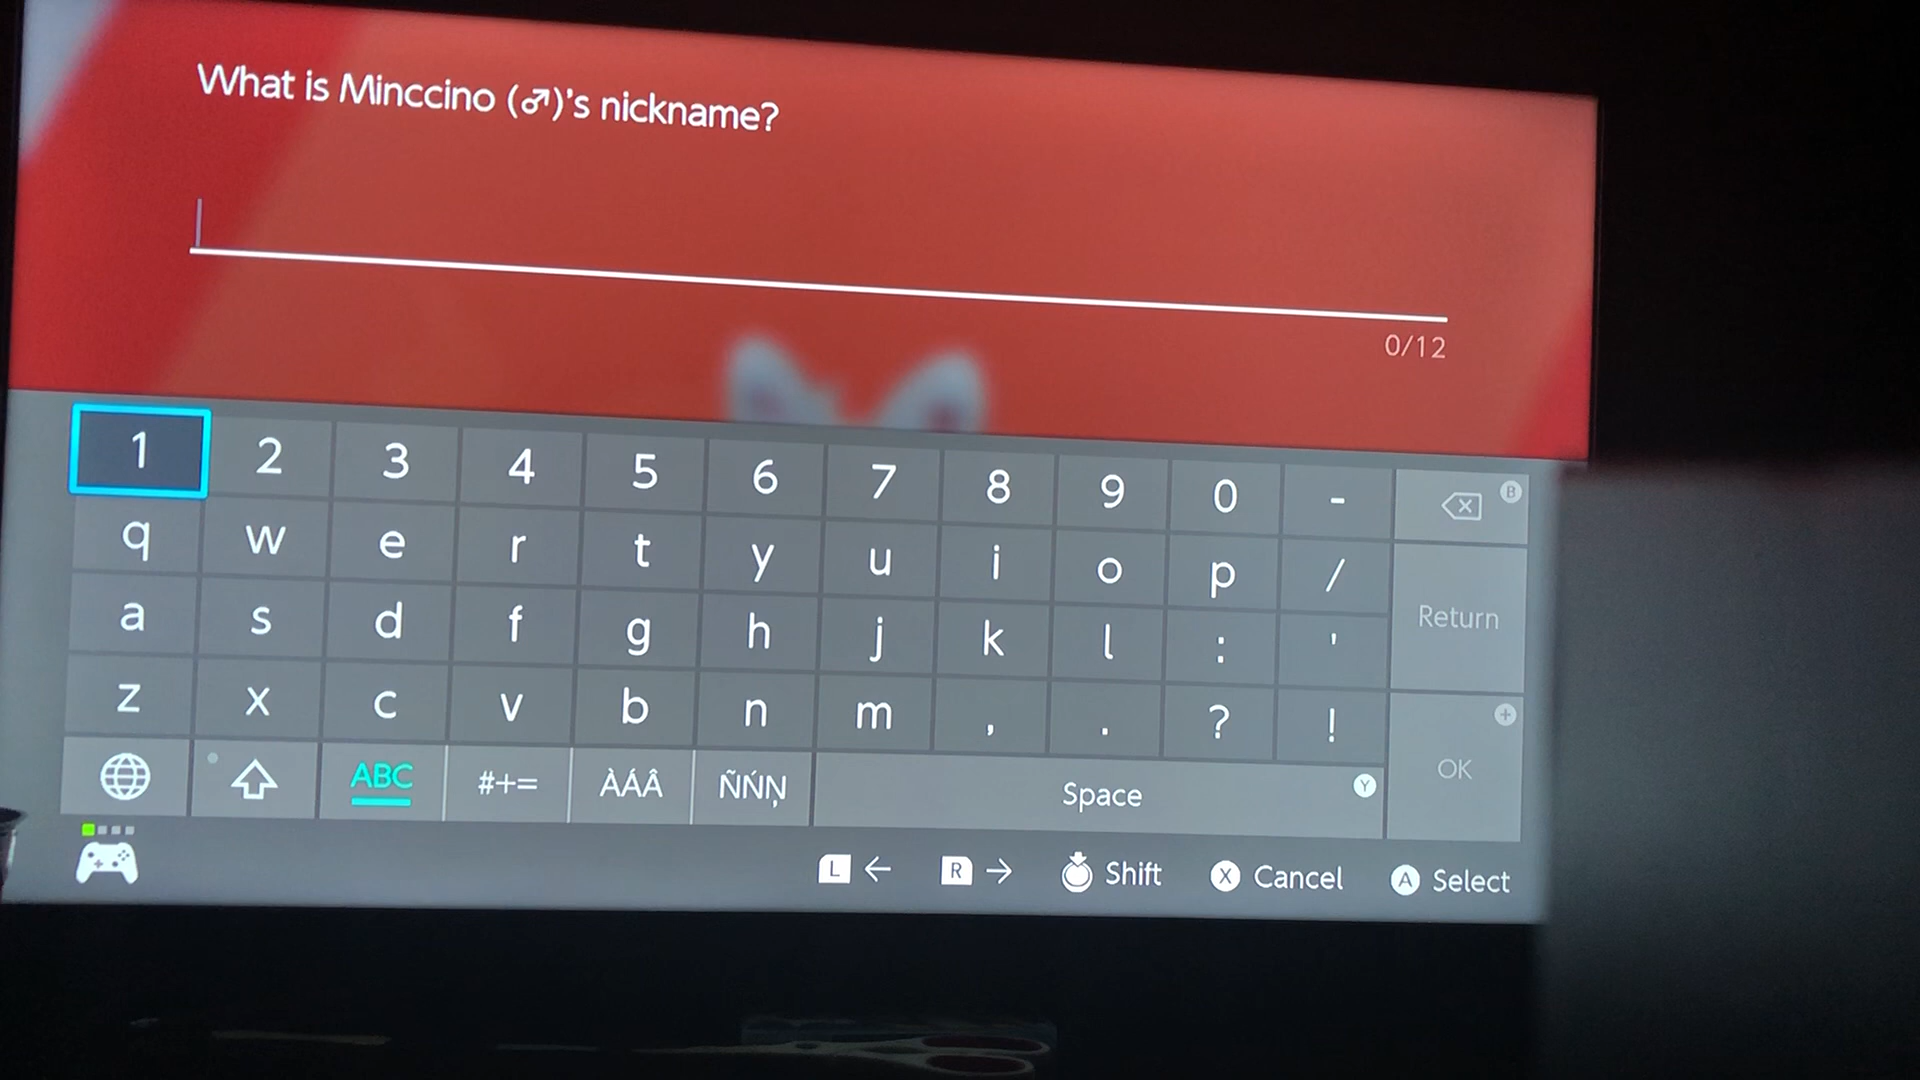 What is Minccino (♂)'s nickname?
0/12
1 2 3 4 5 6 7 8 9 0 - B
q w e r t y u i o p /
a s d f g h j k l : ' Return
z x c v b n m , . ? ! +
ABC #+= ÀÁÂ ÑŃŅ Space Y OK
L ← R → Shift X Cancel A Select